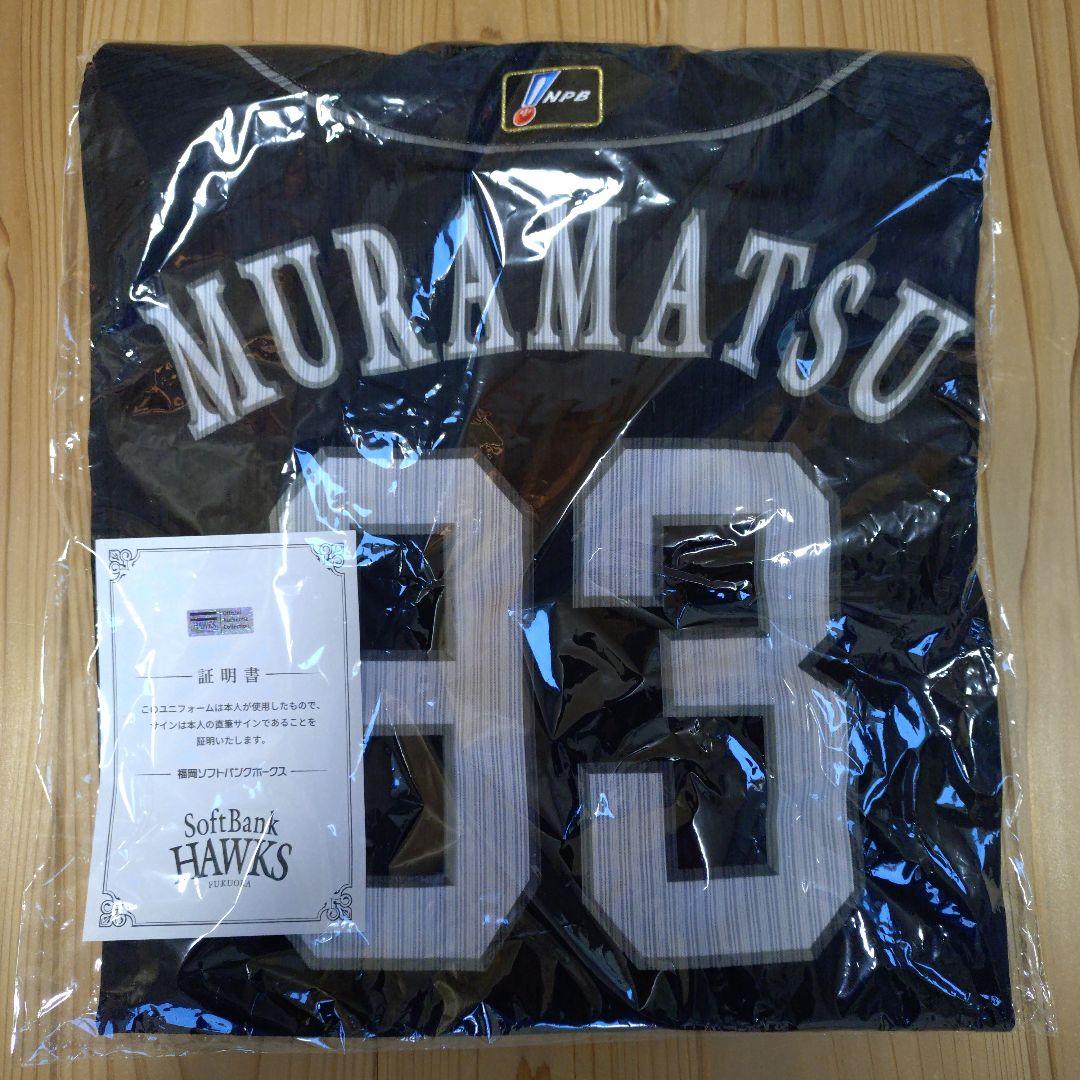 NPB
MURAMATSU
Official
Authentic
Collection
証明書
このユニフォームは本人が使用したもので、
サインは本人の直筆サインであることを
証明いたします。
福岡ソフトバンクホークス
SoftBank
HAWKS
FUKUOKA